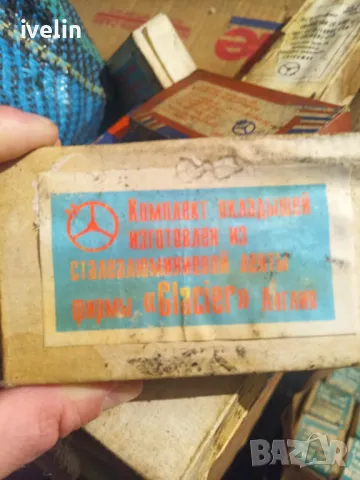 ivelin
Комплект вкладышей
изготовлен из
сталеалюминиевой ленты
фирмы «Glacier» Англия
BAZAR